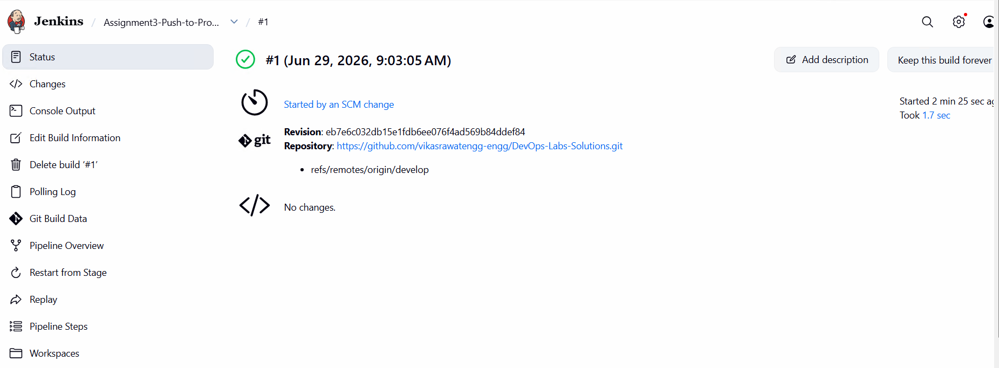 Jenkins / Assignment3-Push-to-Pro... / #1
Status
Changes
Console Output
Edit Build Information
Delete build ‘#1’
Polling Log
Git Build Data
Pipeline Overview
Restart from Stage
Replay
Pipeline Steps
Workspaces
#1 (Jun 29, 2026, 9:03:05 AM)
Add description
Keep this build forever
Started 2 min 25 sec
Took 1.7 sec
Started by an SCM change
git
Revision: eb7e6c032db15e1fdb6ee076f4ad569b84ddef84
Repository: https://github.com/vikasrawatengg-engg/DevOps-Labs-Solutions.git
refs/remotes/origin/develop
No changes.